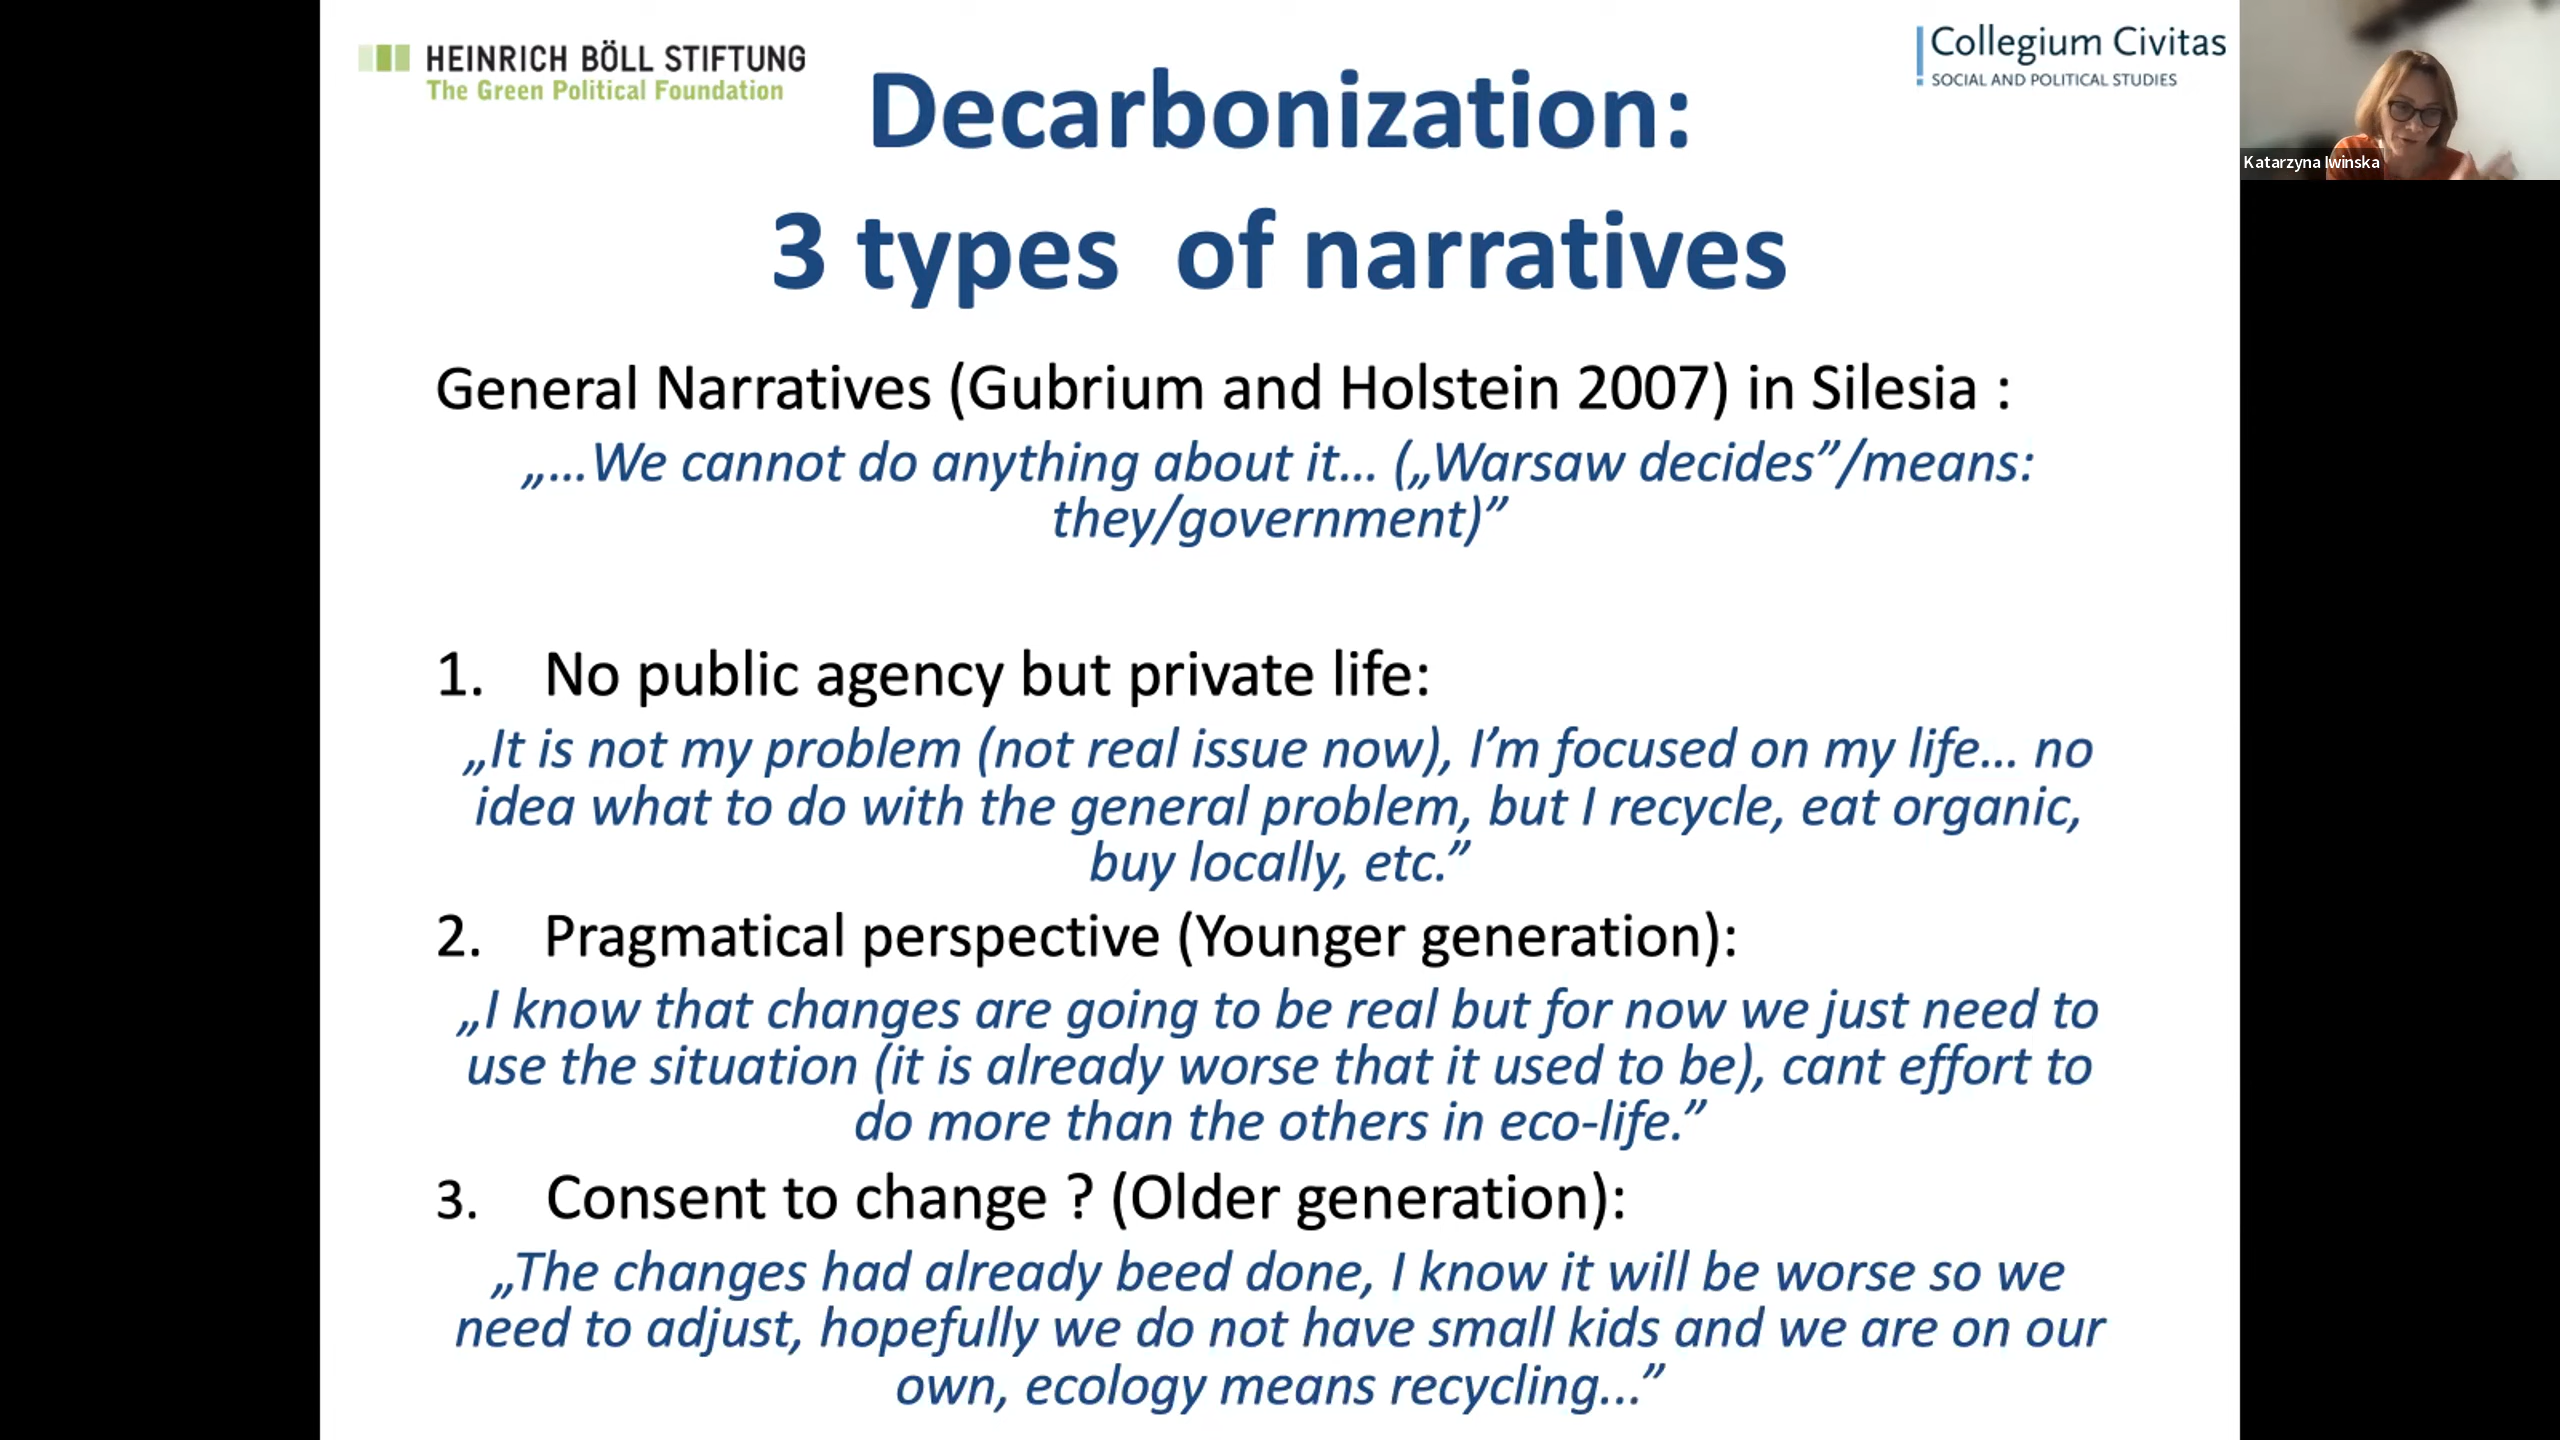 HEINRICH BÖLL STIFTUNG
The Green Political Foundation
Collegium Civitas
SOCIAL AND POLITICAL STUDIES
Katarzyna Iwinska
Decarbonization:
3 types of narratives
General Narratives (Gubrium and Holstein 2007) in Silesia :
„...We cannot do anything about it... („Warsaw decides”/means:
they/government)”
1. No public agency but private life:
„It is not my problem (not real issue now), I’m focused on my life... no
idea what to do with the general problem, but I recycle, eat organic,
buy locally, etc.”
2. Pragmatical perspective (Younger generation):
„I know that changes are going to be real but for now we just need to
use the situation (it is already worse that it used to be), cant effort to
do more than the others in eco-life.”
3. Consent to change ? (Older generation):
„The changes had already beed done, I know it will be worse so we
need to adjust, hopefully we do not have small kids and we are on our
own, ecology means recycling...”